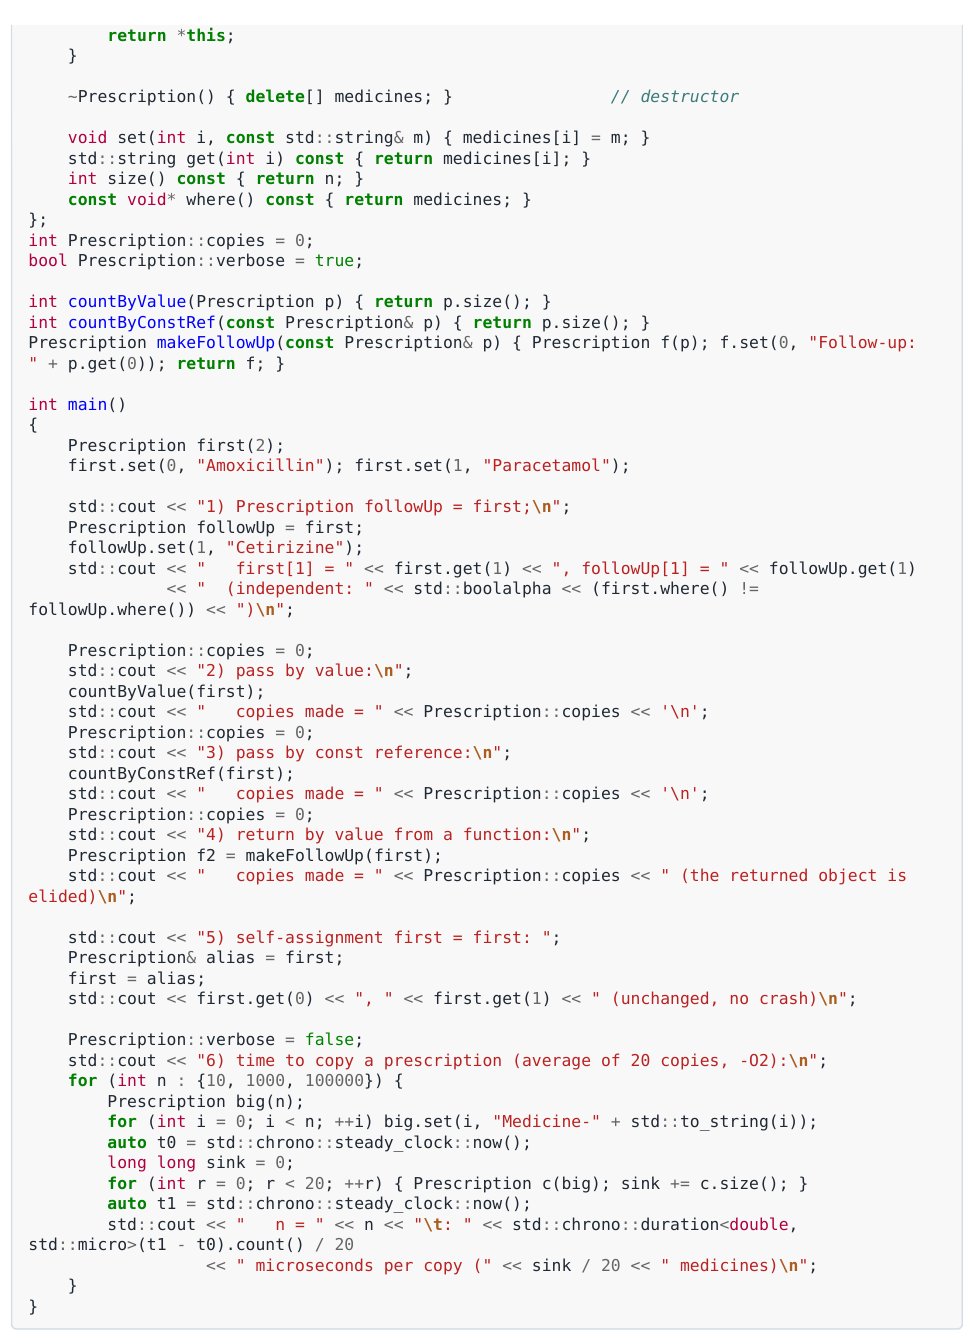 return *this;
    }

    ~Prescription() { delete[] medicines; }                // destructor

    void set(int i, const std::string& m) { medicines[i] = m; }
    std::string get(int i) const { return medicines[i]; }
    int size() const { return n; }
    const void* where() const { return medicines; }
};
int Prescription::copies = 0;
bool Prescription::verbose = true;

int countByValue(Prescription p) { return p.size(); }
int countByConstRef(const Prescription& p) { return p.size(); }
Prescription makeFollowUp(const Prescription& p) { Prescription f(p); f.set(0, "Follow-up:
" + p.get(0)); return f; }

int main()
{
    Prescription first(2);
    first.set(0, "Amoxicillin"); first.set(1, "Paracetamol");

    std::cout << "1) Prescription followUp = first;\n";
    Prescription followUp = first;
    followUp.set(1, "Cetirizine");
    std::cout << "   first[1] = " << first.get(1) << ", followUp[1] = " << followUp.get(1)
              << "  (independent: " << std::boolalpha << (first.where() !=
followUp.where()) << ")\n";

    Prescription::copies = 0;
    std::cout << "2) pass by value:\n";
    countByValue(first);
    std::cout << "   copies made = " << Prescription::copies << '\n';
    Prescription::copies = 0;
    std::cout << "3) pass by const reference:\n";
    countByConstRef(first);
    std::cout << "   copies made = " << Prescription::copies << '\n';
    Prescription::copies = 0;
    std::cout << "4) return by value from a function:\n";
    Prescription f2 = makeFollowUp(first);
    std::cout << "   copies made = " << Prescription::copies << " (the returned object is
elided)\n";

    std::cout << "5) self-assignment first = first: ";
    Prescription& alias = first;
    first = alias;
    std::cout << first.get(0) << ", " << first.get(1) << " (unchanged, no crash)\n";

    Prescription::verbose = false;
    std::cout << "6) time to copy a prescription (average of 20 copies, -O2):\n";
    for (int n : {10, 1000, 100000}) {
        Prescription big(n);
        for (int i = 0; i < n; ++i) big.set(i, "Medicine-" + std::to_string(i));
        auto t0 = std::chrono::steady_clock::now();
        long long sink = 0;
        for (int r = 0; r < 20; ++r) { Prescription c(big); sink += c.size(); }
        auto t1 = std::chrono::steady_clock::now();
        std::cout << "   n = " << n << "\t: " << std::chrono::duration<double,
std::micro>(t1 - t0).count() / 20
                  << " microseconds per copy (" << sink / 20 << " medicines)\n";
    }
}